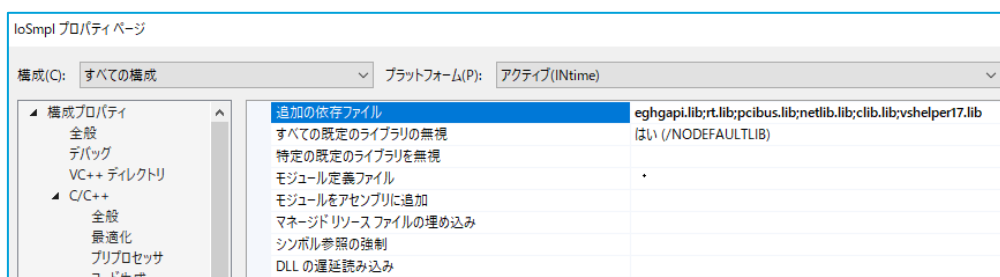 IoSmpl プロパティ ページ
構成(C): すべての構成 プラットフォーム(P): アクティブ(INtime)
構成プロパティ
全般
デバッグ
VC++ ディレクトリ
C/C++
全般
最適化
プリプロセッサ
追加の依存ファイル eghgapi.lib;rt.lib;pcibus.lib;netlib.lib;clib.lib;vshelper17.lib
すべての既定のライブラリの無視 はい (/NODEFAULTLIB)
特定の既定のライブラリを無視
モジュール定義ファイル
モジュールをアセンブリに追加
マネージド リソース ファイルの埋め込み
シンボル参照の強制
DLL の遅延読み込み